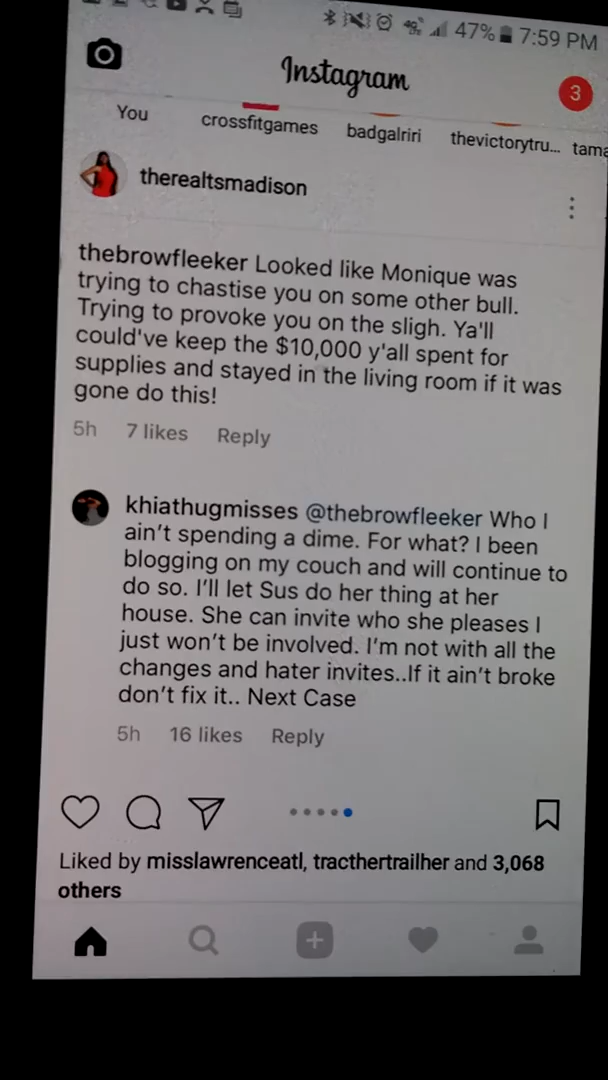 47% 7:59 PM
Instagram
3
You crossfitgames badgalriri thevictorytru... tama
therealtsmadison
thebrowfleeker Looked like Monique was
trying to chastise you on some other bull.
Trying to provoke you on the sligh. Ya'll
could've keep the $10,000 y'all spent for
supplies and stayed in the living room if it was
gone do this!
5h 7 likes Reply
khiathugmisses @thebrowfleeker Who I
ain't spending a dime. For what? I been
blogging on my couch and will continue to
do so. I'll let Sus do her thing at her
house. She can invite who she pleases I
just won't be involved. I'm not with all the
changes and hater invites..If it ain't broke
don't fix it.. Next Case
5h 16 likes Reply
Liked by misslawrenceatl, tracthertrailher and 3,068
others